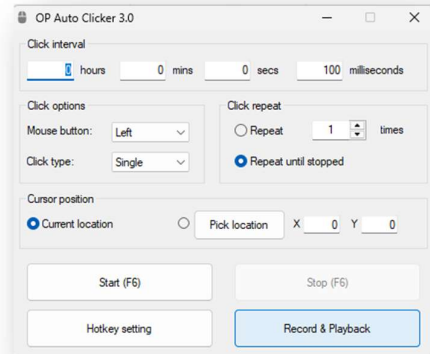 OP Auto Clicker 3.0
Click interval
0 hours 0 mins 0 secs 100 milliseconds
Click options
Mouse button: Left
Click type: Single
Click repeat
Repeat 1 times
Repeat until stopped
Cursor position
Current location Pick location X 0 Y 0
Start (F6) Stop (F6)
Hotkey setting Record & Playback